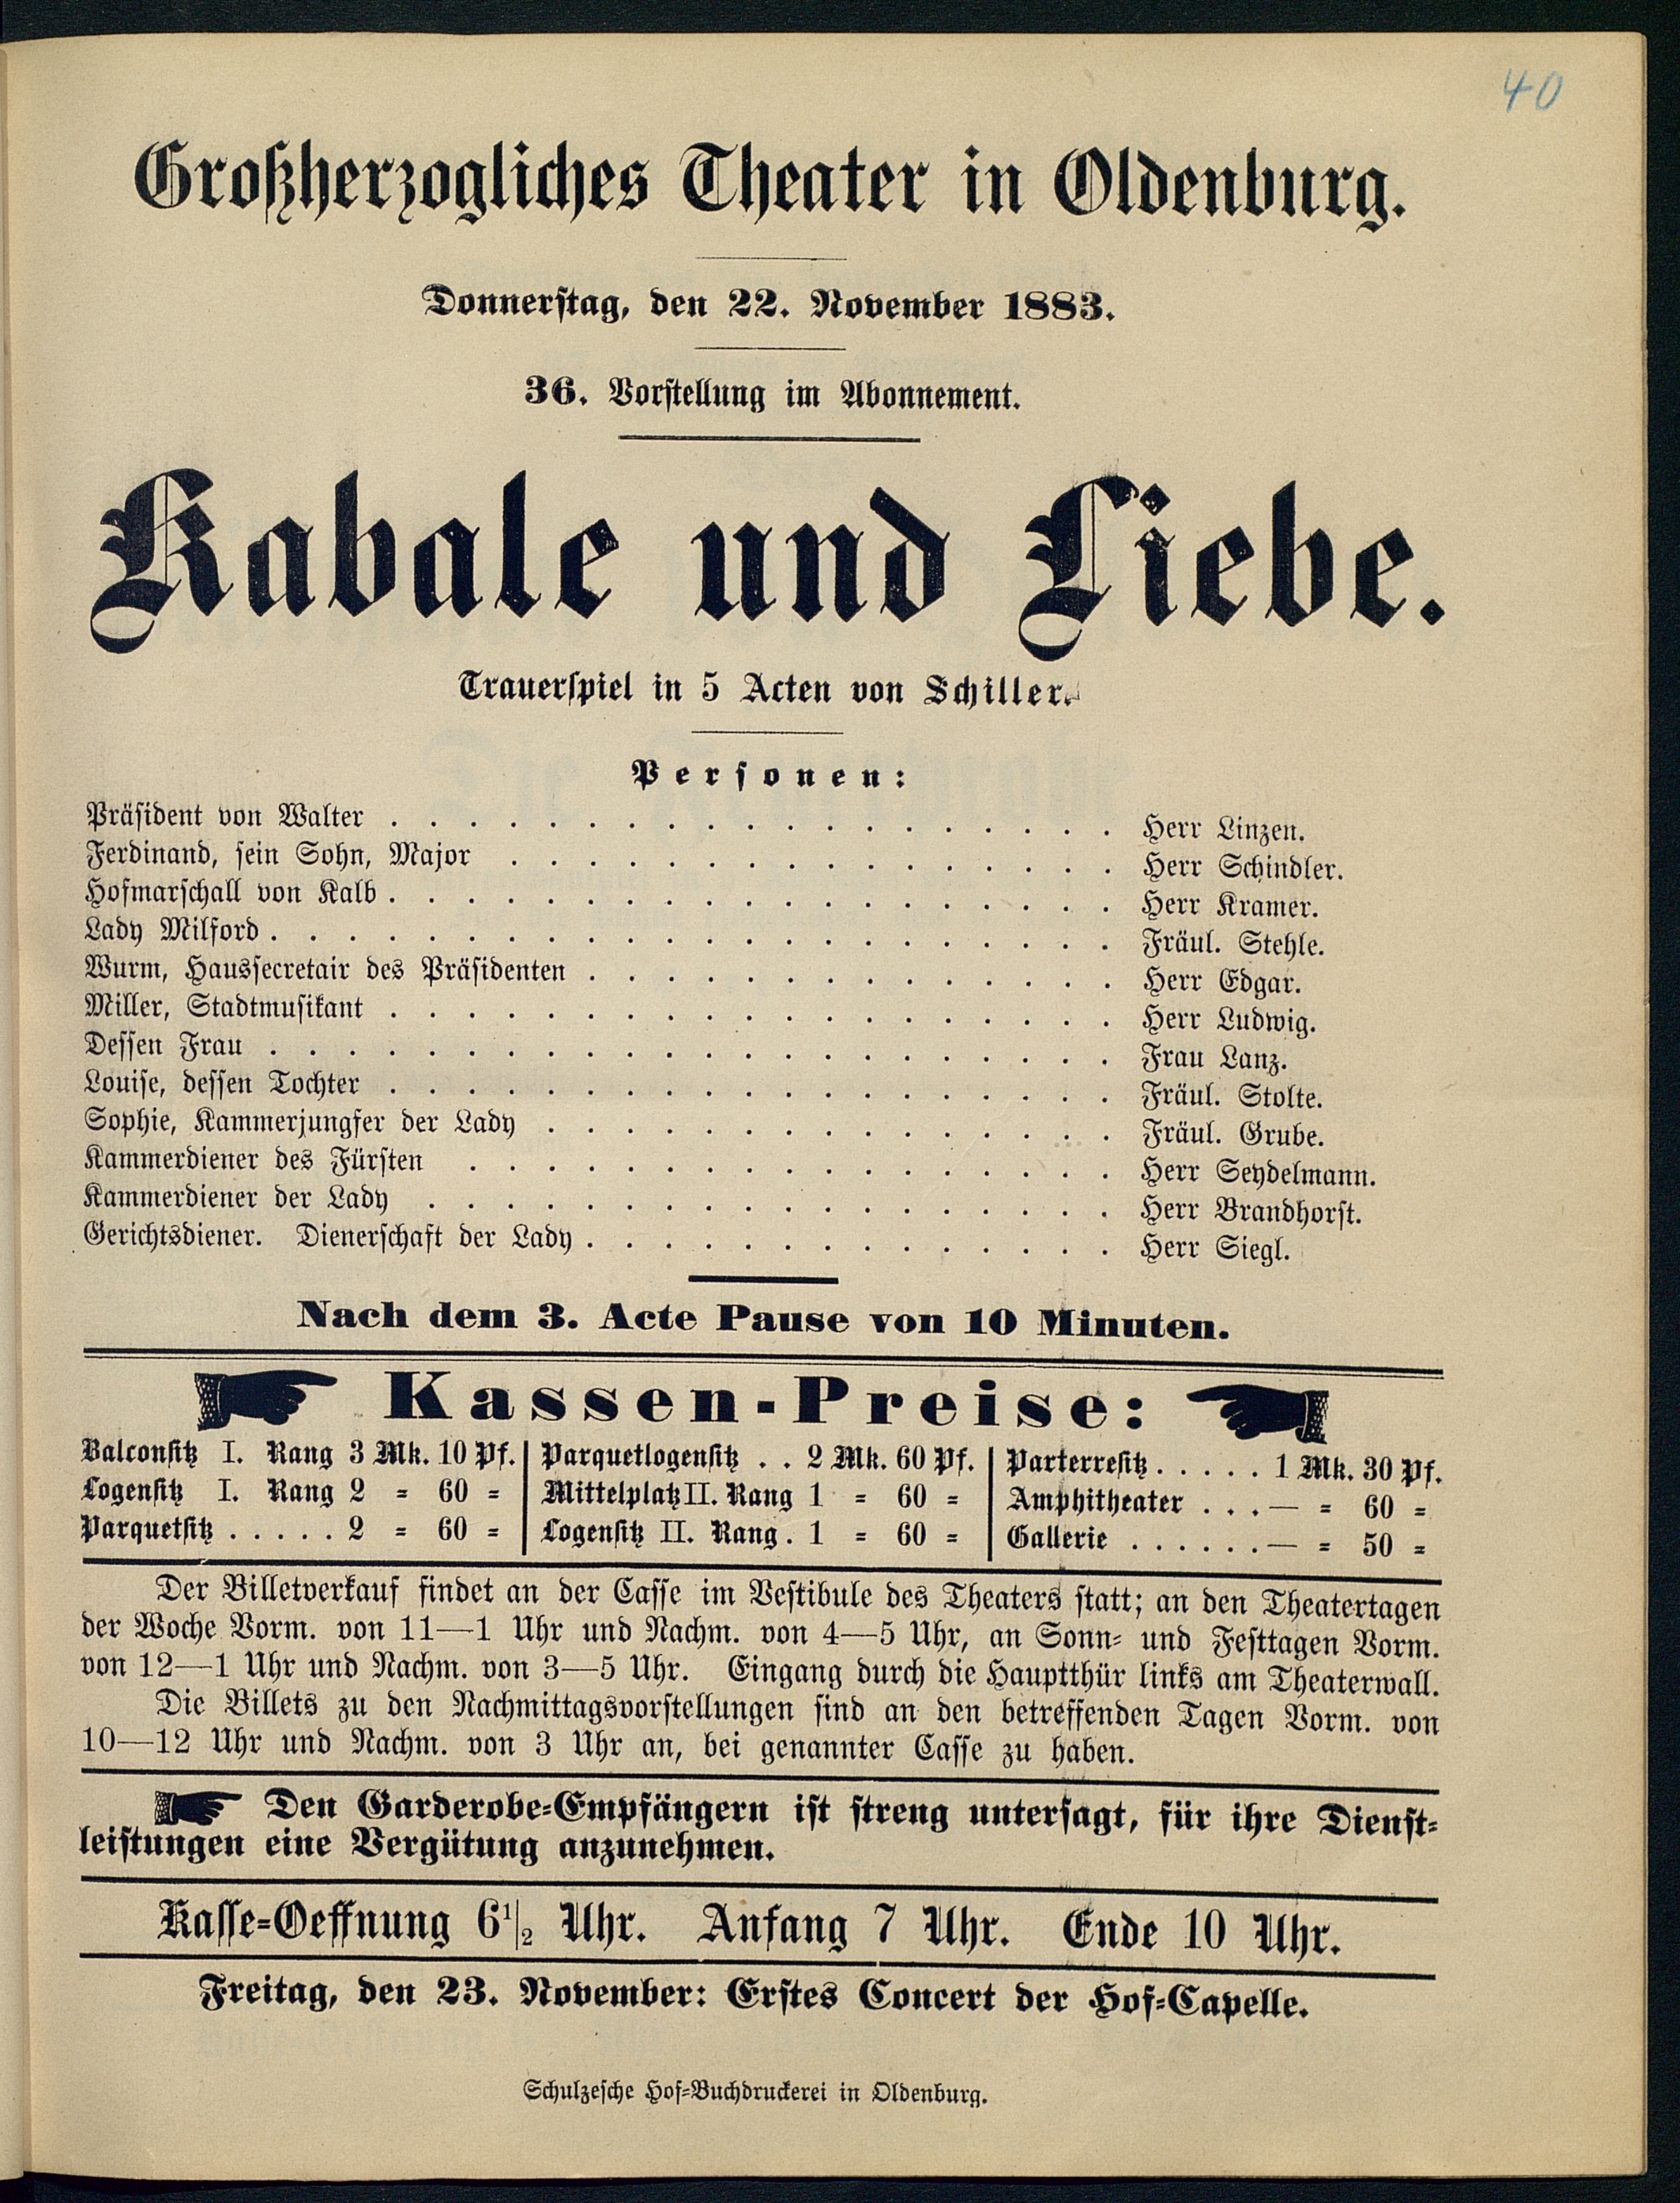 40
Großherzogliches Theater in Oldenburg.
Donnerstag, den 22. November 1883.
36. Vorstellung im Abonnement.
Kabale und Liebe.
Trauerspiel in 5 Acten von Schiller.
Personen:
Präsident von Walter . . . . . . . . . . . . . . . . . . . Herr Linzen.
Ferdinand, sein Sohn, Major . . . . . . . . . . . . . . . . Herr Schindler.
Hofmarschall von Kalb . . . . . . . . . . . . . . . . . . . Herr Kramer.
Lady Milford . . . . . . . . . . . . . . . . . . . . . . Fräul. Stehle.
Wurm, Haussecretair des Präsidenten . . . . . . . . . . . . . . Herr Edgar.
Miller, Stadtmusikant . . . . . . . . . . . . . . . . . . . Herr Ludwig.
Dessen Frau . . . . . . . . . . . . . . . . . . . . . . Frau Lanz.
Louise, dessen Tochter . . . . . . . . . . . . . . . . . . . Fräul. Stolte.
Sophie, Kammerjungfer der Lady . . . . . . . . . . . . . . . Fräul. Grube.
Kammerdiener des Fürsten . . . . . . . . . . . . . . . . . Herr Seydelmann.
Kammerdiener der Lady . . . . . . . . . . . . . . . . . . Herr Brandhorst.
Gerichtsdiener. Dienerschaft der Lady . . . . . . . . . . . . . . Herr Siegl.
Nach dem 3. Acte Pause von 10 Minuten.
Kassen-Preise:
Balconsitz I. Rang 3 Mk. 10 Pf. | Parquetlogensitz . . 2 Mk. 60 Pf. | Parterresitz . . . . . 1 Mk. 30 Pf.
Logensitz I. Rang 2 = 60 = | Mittelplatz II. Rang 1 = 60 = | Amphitheater . . . — = 60 =
Parquetsitz . . . . . 2 = 60 = | Logensitz II. Rang . 1 = 60 = | Gallerie . . . . . . — = 50 =
Der Billetverkauf findet an der Casse im Vestibule des Theaters statt; an den Theatertagen
der Woche Vorm. von 11—1 Uhr und Nachm. von 4—5 Uhr, an Sonn= und Festtagen Vorm.
von 12—1 Uhr und Nachm. von 3—5 Uhr. Eingang durch die Hauptthür links am Theaterwall.
Die Billets zu den Nachmittagsvorstellungen sind an den betreffenden Tagen Vorm. von
10—12 Uhr und Nachm. von 3 Uhr an, bei genannter Casse zu haben.
Den Garderobe=Empfängern ist streng untersagt, für ihre Dienst=
leistungen eine Vergütung anzunehmen.
Kasse=Oeffnung 6 1/2 Uhr. Anfang 7 Uhr. Ende 10 Uhr.
Freitag, den 23. November: Erstes Concert der Hof=Capelle.
Schulzesche Hof=Buchdruckerei in Oldenburg.